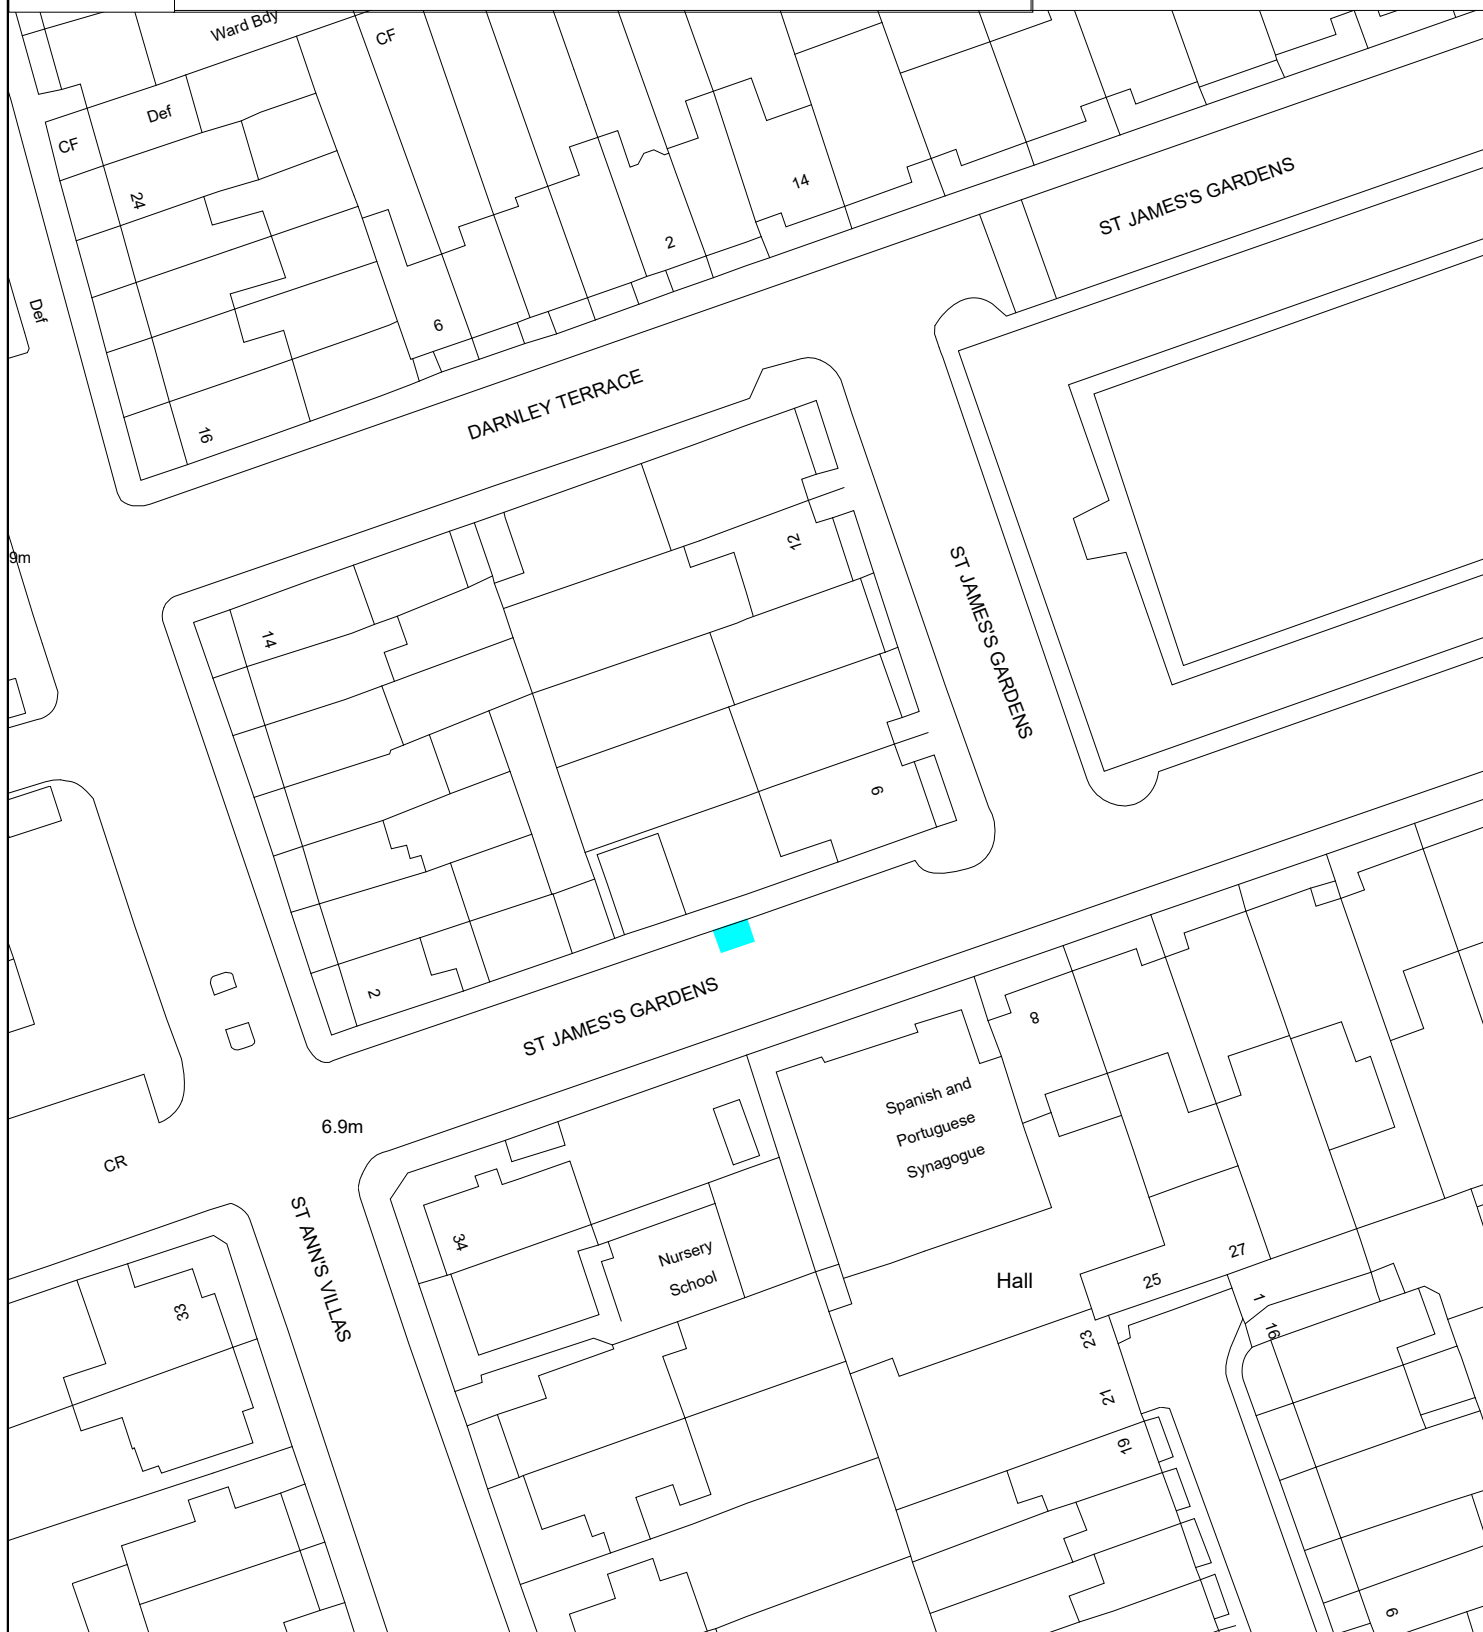 Ward Bdy
CF
Def
CF
24
14
2
ST JAMES'S GARDENS
Def
6
16
DARNLEY TERRACE
9m
12
ST JAMES'S GARDENS
14
6
2
ST JAMES'S GARDENS
8
Spanish and
Portuguese
Synagogue
6.9m
CR
ST ANN'S VILLAS
34
Nursery
School
Hall
27
25
1
16
33
23
21
19
6